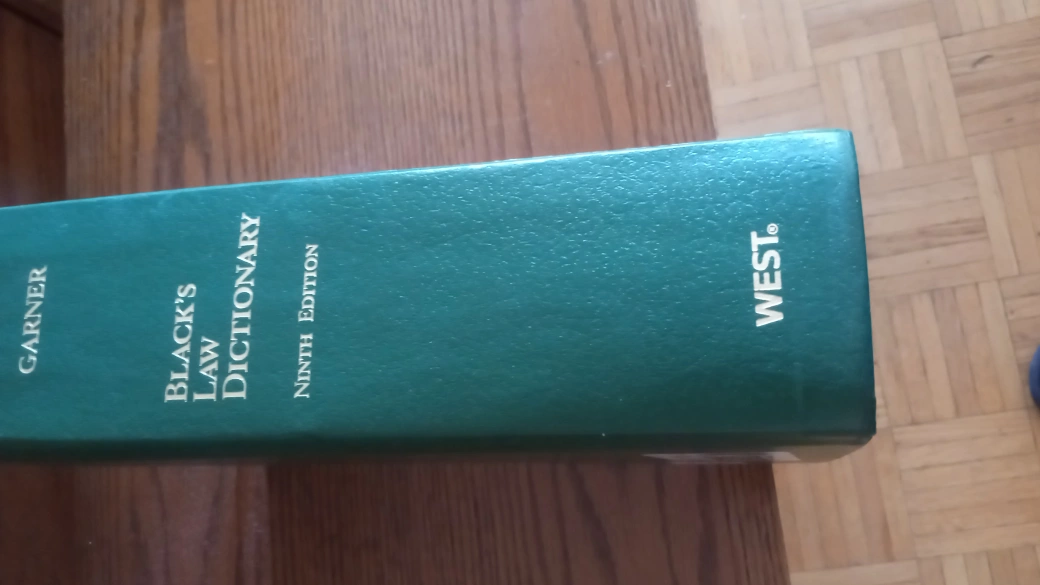 GARNER
BLACK'S
LAW
DICTIONARY
NINTH EDITION
WEST®